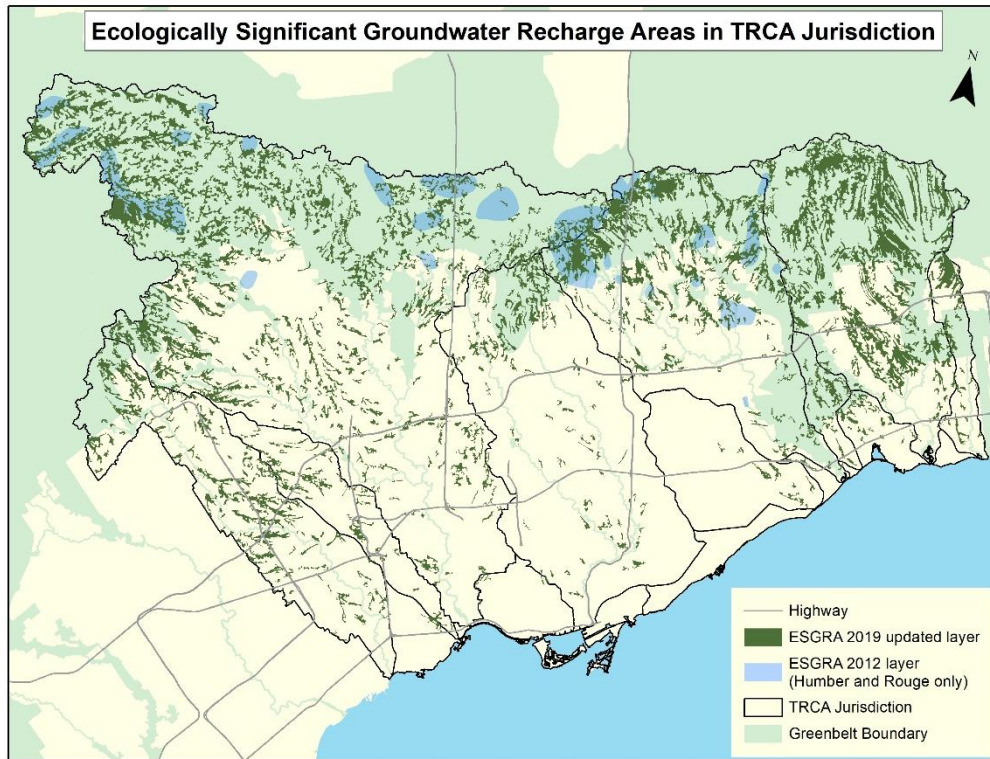 Ecologically Significant Groundwater Recharge Areas in TRCA Jurisdiction
N
Highway
ESGRA 2019 updated layer
ESGRA 2012 layer
(Humber and Rouge only)
TRCA Jurisdiction
Greenbelt Boundary